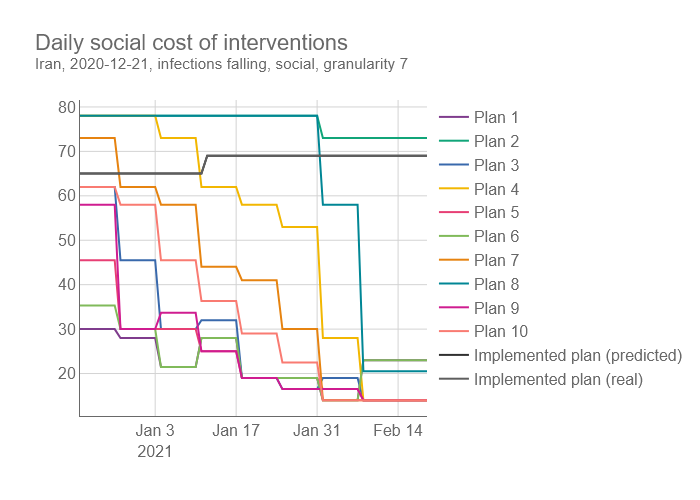 Daily social cost of interventions
Iran, 2020-12-21, infections falling, social, granularity 7
80
70
60
50
40
30
20
Jan 3
2021
Jan 17
Jan 31
Feb 14
Plan 1
Plan 2
Plan 3
Plan 4
Plan 5
Plan 6
Plan 7
Plan 8
Plan 9
Plan 10
Implemented plan (predicted)
Implemented plan (real)